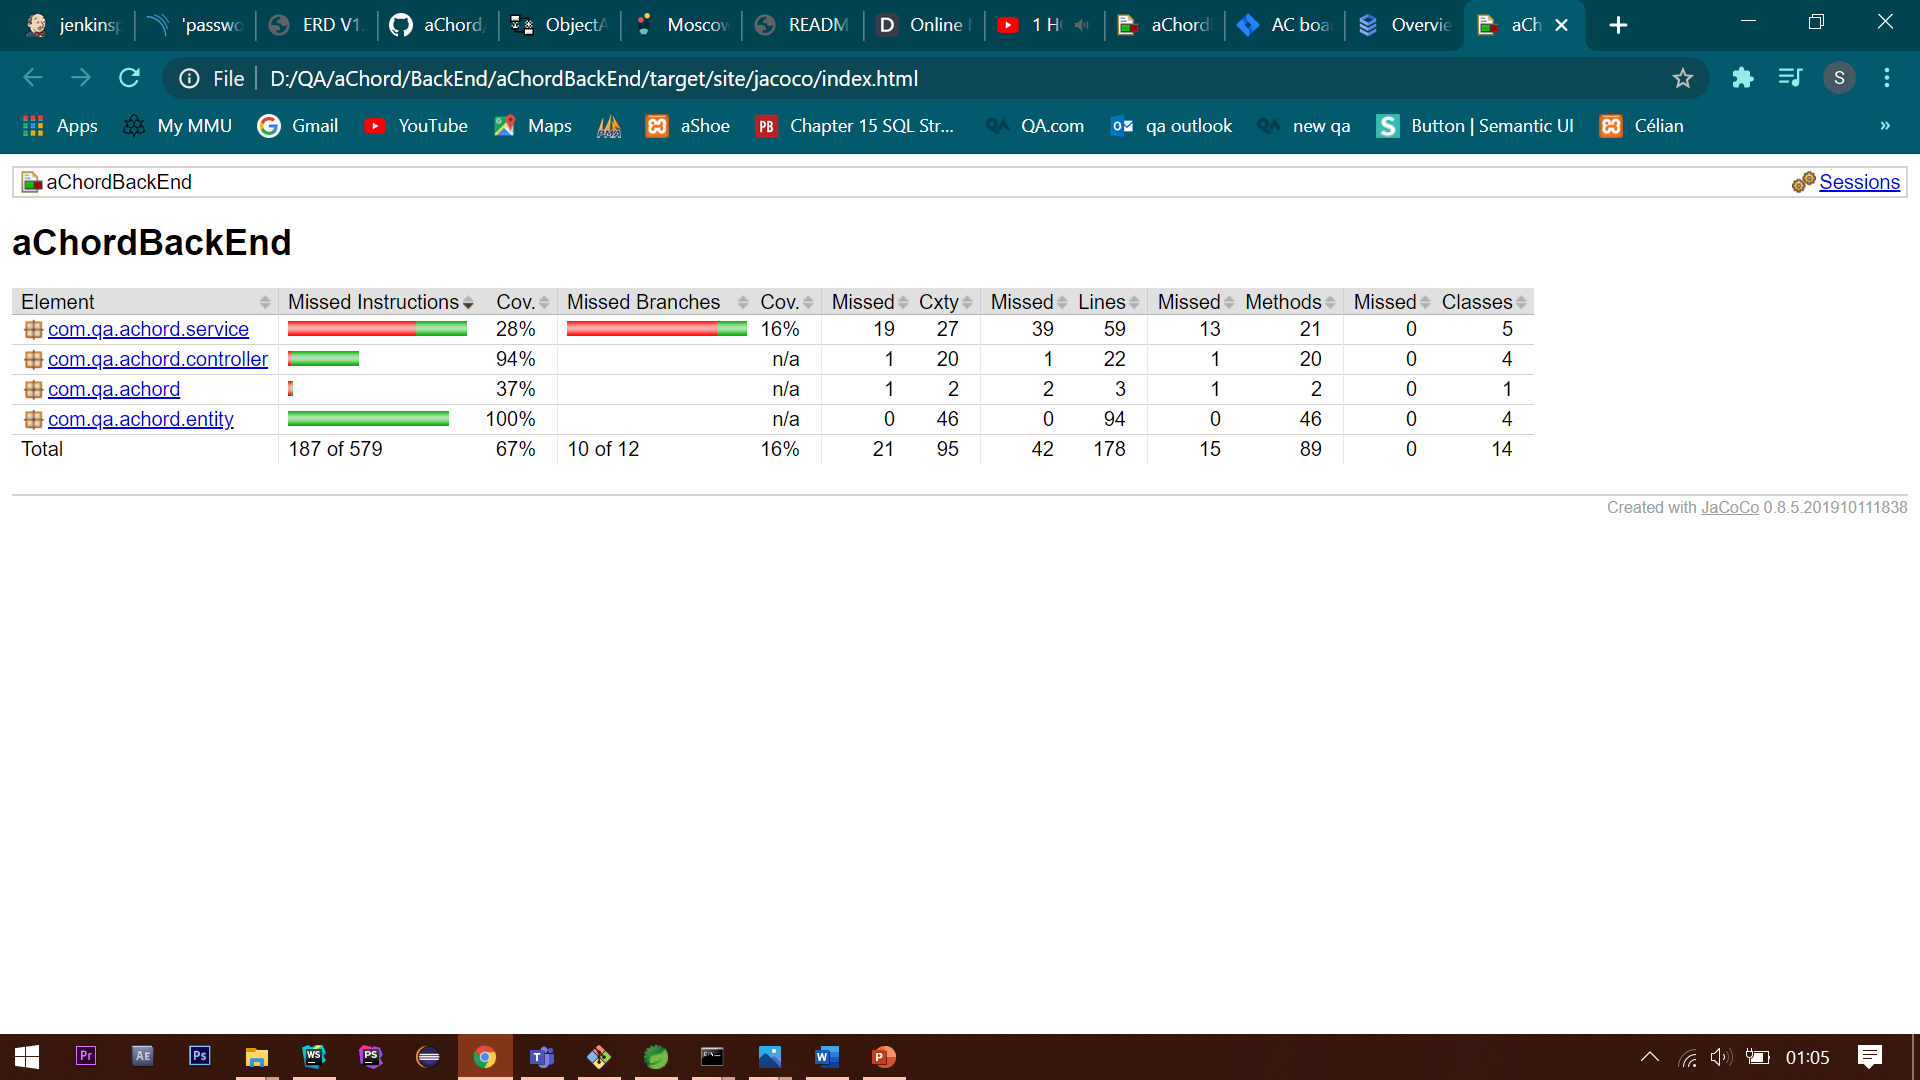 jenkinsp 'passwo ERD V1. aChord, ObjectA Moscow READM Online M 1 H aChord AC boa Overvie aCh
File D:/QA/aChord/BackEnd/aChordBackEnd/target/site/jacoco/index.html S
Apps My MMU Gmail YouTube Maps aShoe PB Chapter 15 SQL Str... QA.com qa outlook new qa Button | Semantic UI Célian »
aChordBackEnd Sessions
aChordBackEnd
Element Missed Instructions Cov. Missed Branches Cov. Missed Cxty Missed Lines Missed Methods Missed Classes
com.qa.achord.service 28% 16% 19 27 39 59 13 21 0 5
com.qa.achord.controller 94% n/a 1 20 1 22 1 20 0 4
com.qa.achord 37% n/a 1 2 2 3 1 2 0 1
com.qa.achord.entity 100% n/a 0 46 0 94 0 46 0 4
Total 187 of 579 67% 10 of 12 16% 21 95 42 178 15 89 0 14
Created with JaCoCo 0.8.5.201910111838
Pr AE Ps WS PS 01:05